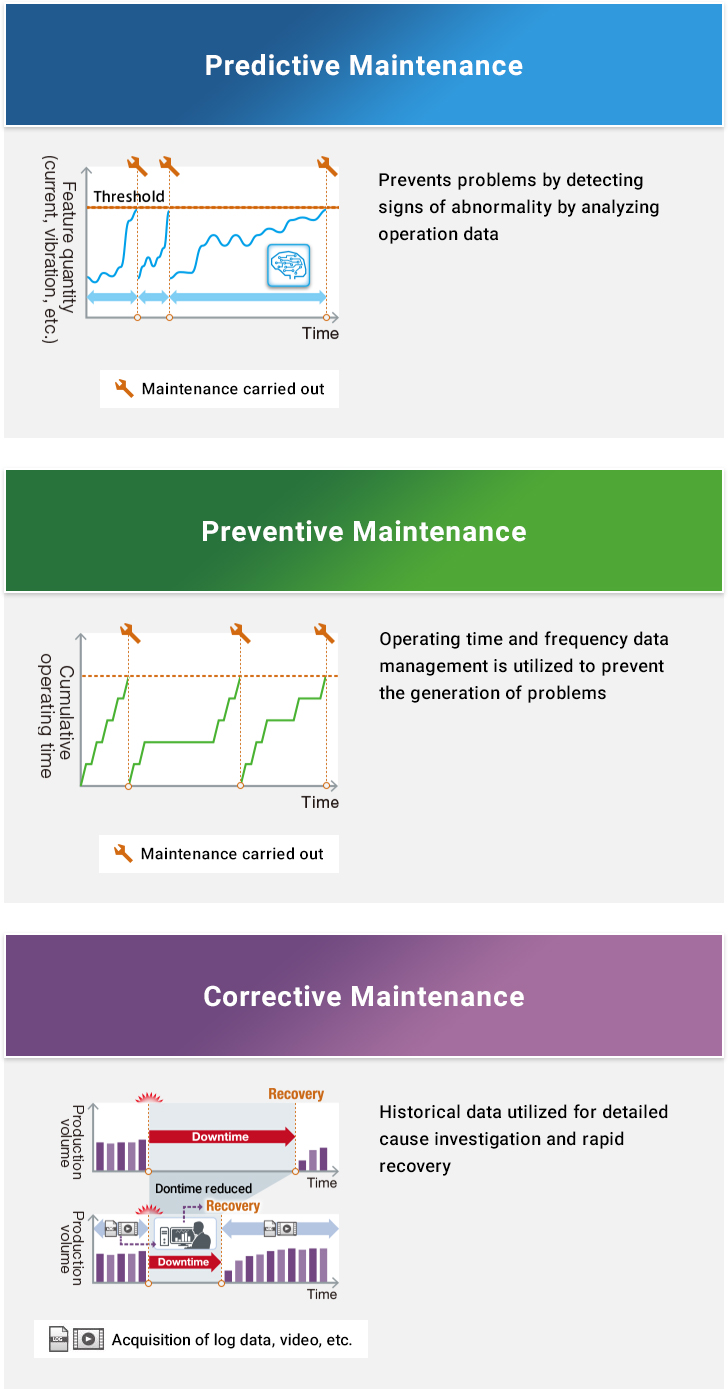 Predictive Maintenance
Feature quantity
(current, vibration, etc.)
Threshold
Time
Maintenance carried out
Prevents problems by detecting
signs of abnormality by analyzing
operation data
Preventive Maintenance
Cumulative
operating time
Time
Maintenance carried out
Operating time and frequency data
management is utilized to prevent
the generation of problems
Corrective Maintenance
Recovery
Production
volume
Downtime
Time
Dontime reduced
Recovery
Production
volume
Downtime
Time
LOG
Acquisition of log data, video, etc.
Historical data utilized for detailed
cause investigation and rapid
recovery